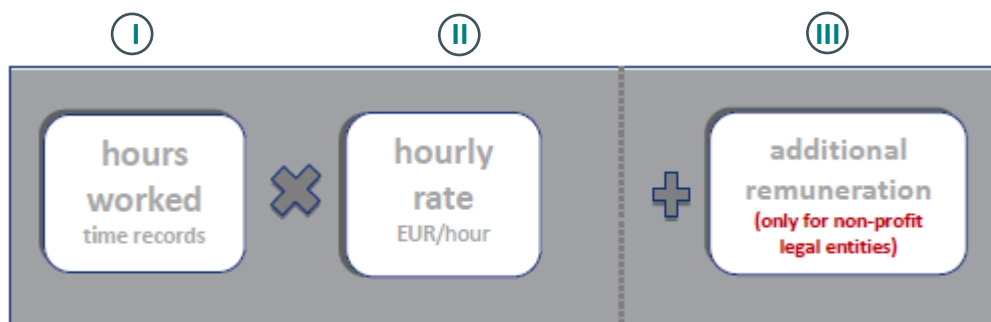 I
II
III
hours
worked
time records
hourly
rate
EUR/hour
additional
remuneration
(only for non-profit
legal entities)